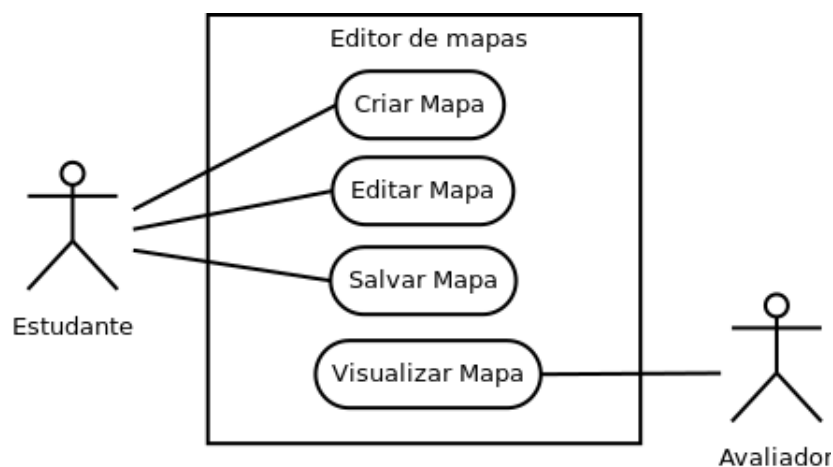 Editor de mapas
Criar Mapa
Editar Mapa
Salvar Mapa
Estudante
Visualizar Mapa
Avaliador